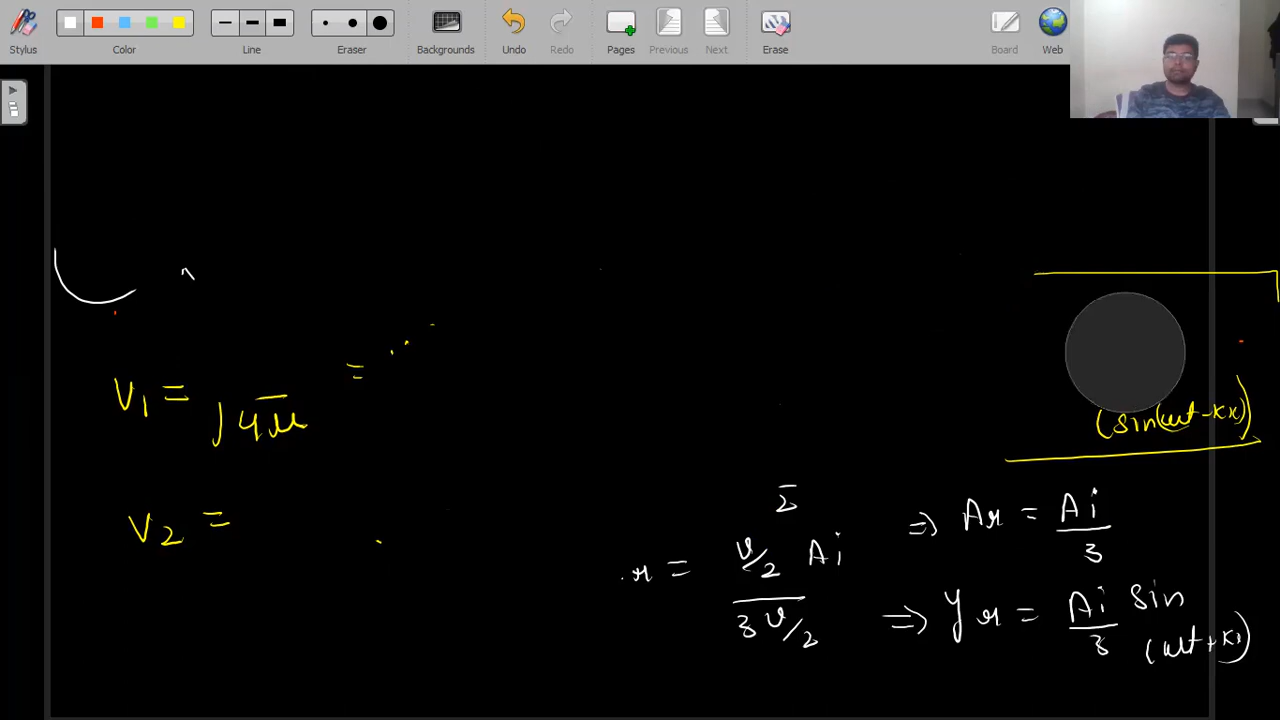 Stylus Color Line Eraser Backgrounds Undo Redo Pages Previous Next Erase Board Web
V1 = √4μ =
(sin(ωt-kx))
V2 =
2
r = v/2 Ai / 3v/2 ⇒ Ar = Ai/3
⇒ yr = Ai/3 sin
(ωt+kx)